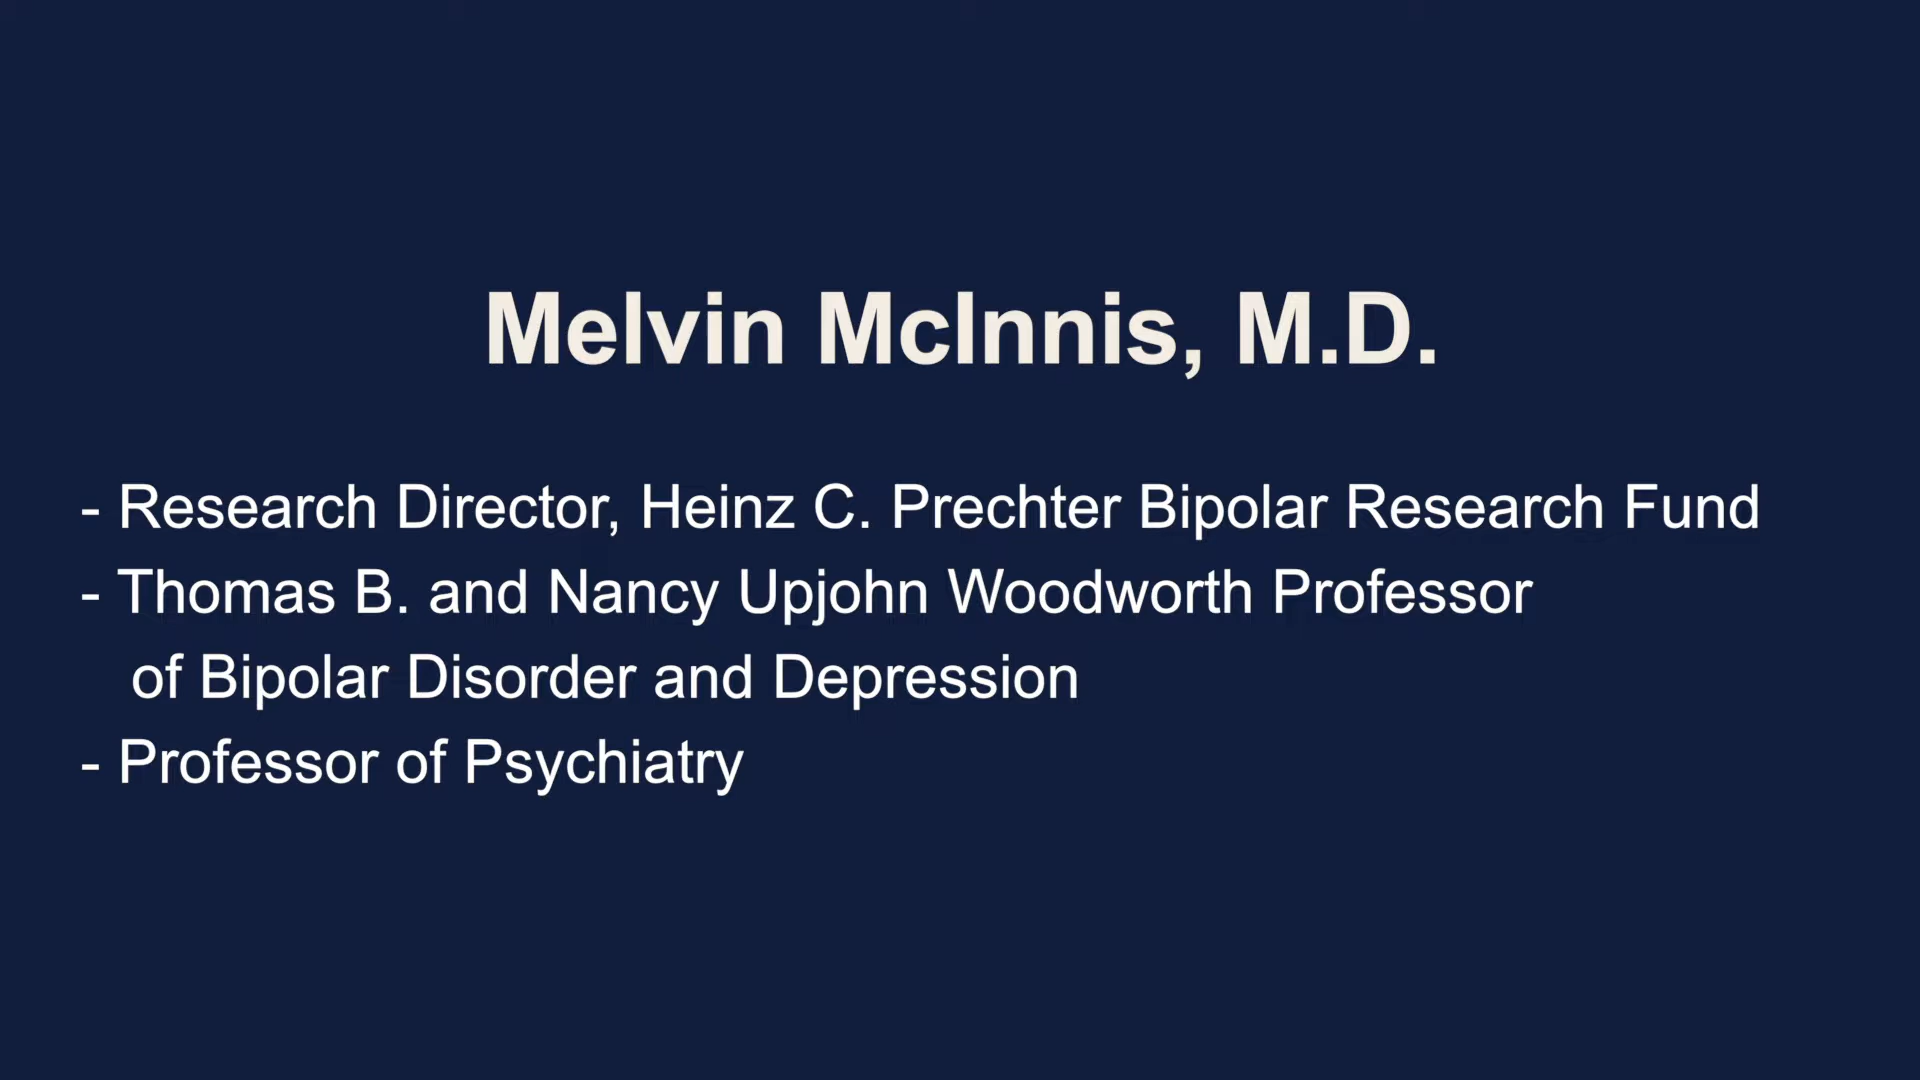 Melvin McInnis, M.D.
- Research Director, Heinz C. Prechter Bipolar Research Fund
- Thomas B. and Nancy Upjohn Woodworth Professor
of Bipolar Disorder and Depression
- Professor of Psychiatry